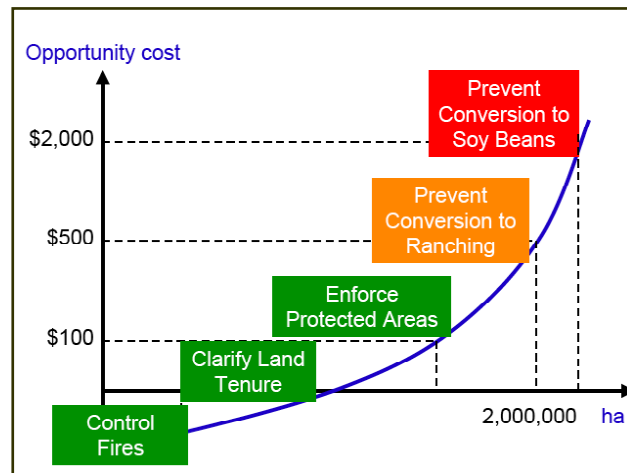 Opportunity cost
Prevent
Conversion to
Soy Beans
$2,000
Prevent
Conversion to
Ranching
$500
Enforce
Protected Areas
$100
Clarify Land
Tenure
Control
Fires
2,000,000
ha